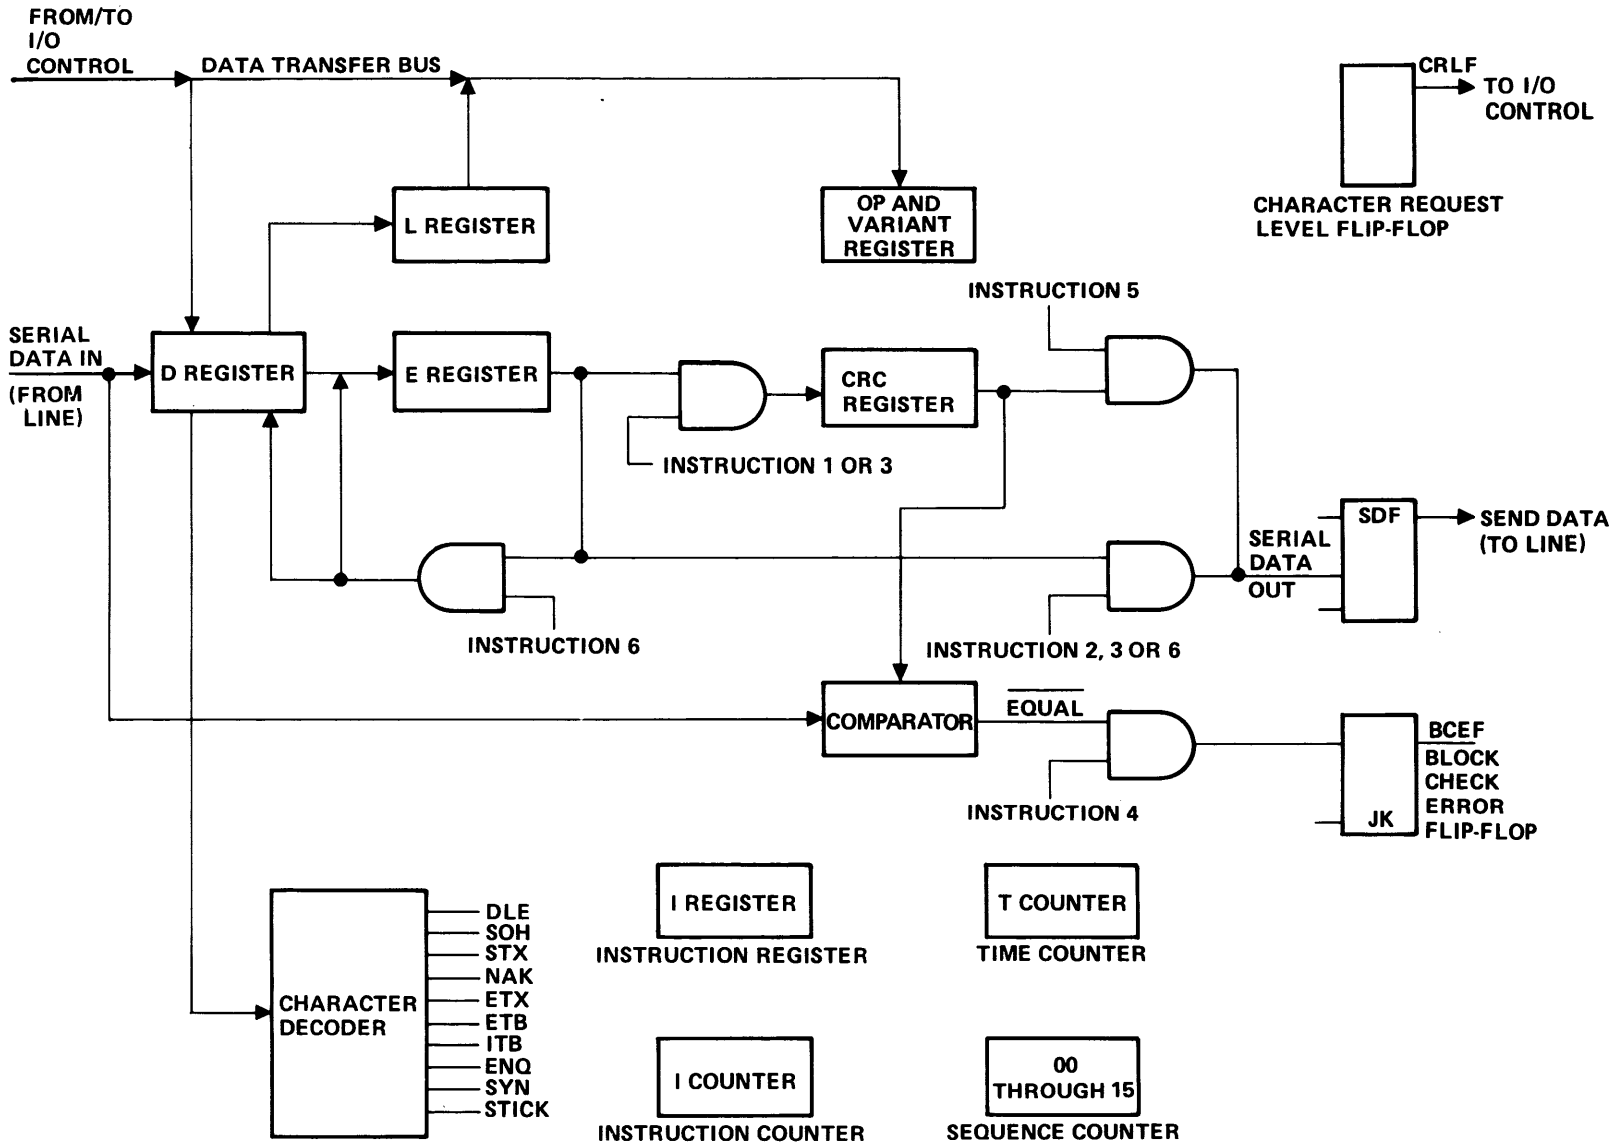 FROM/TO
I/O
CONTROL
DATA TRANSFER BUS
CRLF
TO I/O
CONTROL
CHARACTER REQUEST
LEVEL FLIP-FLOP
L REGISTER
OP AND
VARIANT
REGISTER
INSTRUCTION 5
SERIAL
DATA IN
(FROM
LINE)
D REGISTER
E REGISTER
CRC
REGISTER
INSTRUCTION 1 OR 3
SERIAL
DATA
OUT
SDF
SEND DATA
(TO LINE)
INSTRUCTION 6
INSTRUCTION 2, 3 OR 6
COMPARATOR
EQUAL
INSTRUCTION 4
JK
BCEF
BLOCK
CHECK
ERROR
FLIP-FLOP
CHARACTER
DECODER
DLE
SOH
STX
NAK
ETX
ETB
ITB
ENQ
SYN
STICK
I REGISTER
INSTRUCTION REGISTER
T COUNTER
TIME COUNTER
I COUNTER
INSTRUCTION COUNTER
00
THROUGH 15
SEQUENCE COUNTER